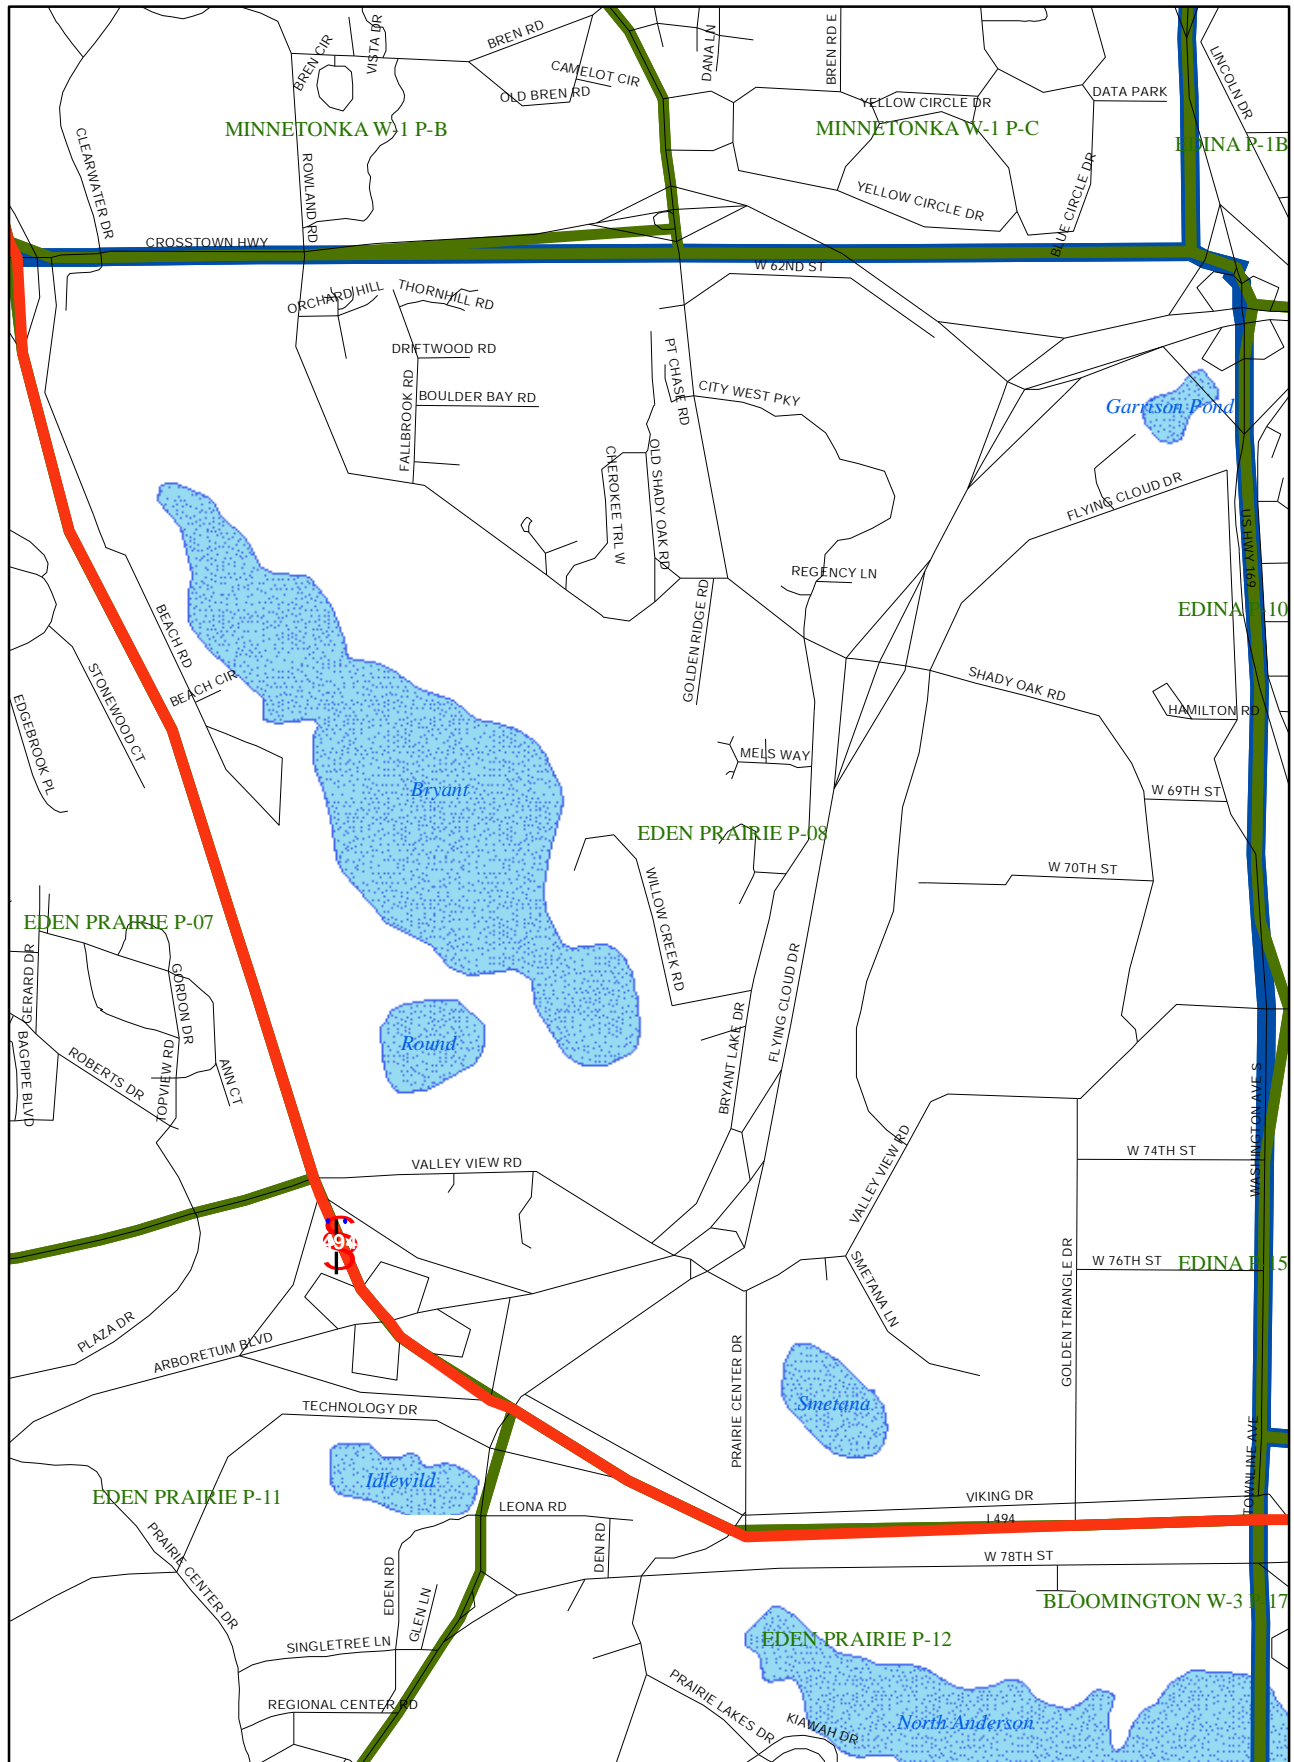 BREN RD
BREN CIR
VISTA DR
DANA LN
BREN RD E
LINCOLN DR
CAMELOT CIR
OLD BREN RD
YELLOW CIRCLE DR
DATA PARK
MINNETONKA W-1 P-B
MINNETONKA W-1 P-C
EDINA P-1B
CLEARWATER DR
ROWLAND RD
YELLOW CIRCLE DR
BLUE CIRCLE DR
CROSSTOWN HWY
W 62ND ST
ORCHARD HILL
THORNHILL RD
DRIFTWOOD RD
PT CHASE RD
FALLBROOK RD
BOULDER BAY RD
CITY WEST PKY
Garrison Pond
CHEROKEE TRL W
OLD SHADY OAK RD
FLYING CLOUD DR
US HWY 169
REGENCY LN
GOLDEN RIDGE RD
EDINA P-10
BEACH RD
BEACH CIR
STONEWOOD CT
EDGEBROOK PL
SHADY OAK RD
HAMILTON RD
MELS WAY
Bryant
W 69TH ST
EDEN PRAIRIE P-08
W 70TH ST
WILLOW CREEK RD
EDEN PRAIRIE P-07
GERARD DR
GORDON DR
FLYING CLOUD DR
Round
BAGPIPE BLVD
ROBERTS DR
TOPVIEW RD
ANN CT
BRYANT LAKE DR
WASHINGTON AVE S
VALLEY VIEW RD
VALLEY VIEW RD
W 74TH ST
494
SMETANA LN
GOLDEN TRIANGLE DR
W 76TH ST
EDINA P-15
PLAZA DR
ARBORETUM BLVD
PRAIRIE CENTER DR
Smetana
TECHNOLOGY DR
TOWNLINE AVE
Idlewild
EDEN PRAIRIE P-11
LEONA RD
VIKING DR
I-494
PRAIRIE CENTER DR
DEN RD
W 78TH ST
EDEN RD
GLEN LN
BLOOMINGTON W-3 P-17
SINGLETREE LN
EDEN PRAIRIE P-12
REGIONAL CENTER RD
PRAIRIE LAKES DR
KIAWAH DR
North Anderson